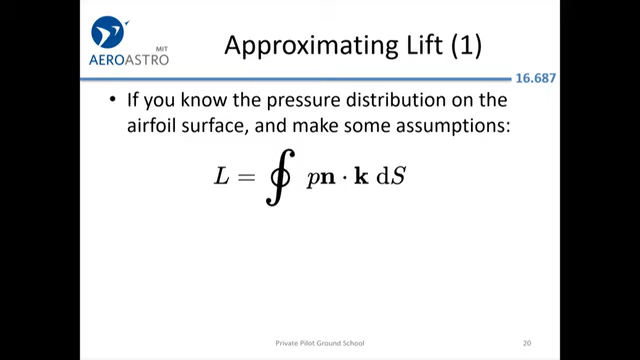 MIT
AEROASTRO
Approximating Lift (1)
16.687
• If you know the pressure distribution on the
airfoil surface, and make some assumptions:
L = ∮ pn · k dS
Private Pilot Ground School
20